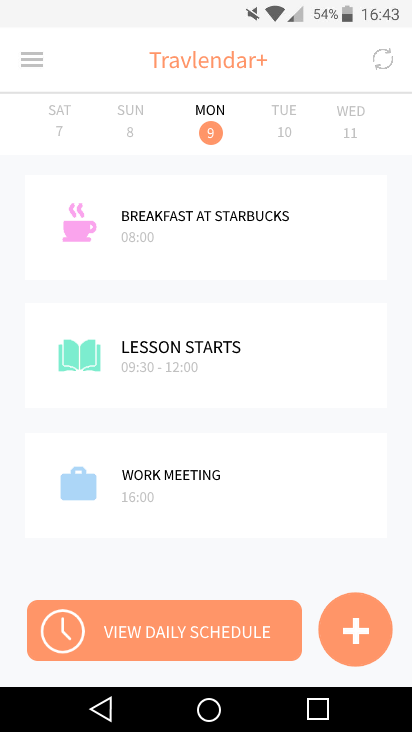 54% 16:43
Travlendar+
SAT SUN MON TUE WED
7 8 9 10 11
BREAKFAST AT STARBUCKS
08:00
LESSON STARTS
09:30 - 12:00
WORK MEETING
16:00
VIEW DAILY SCHEDULE